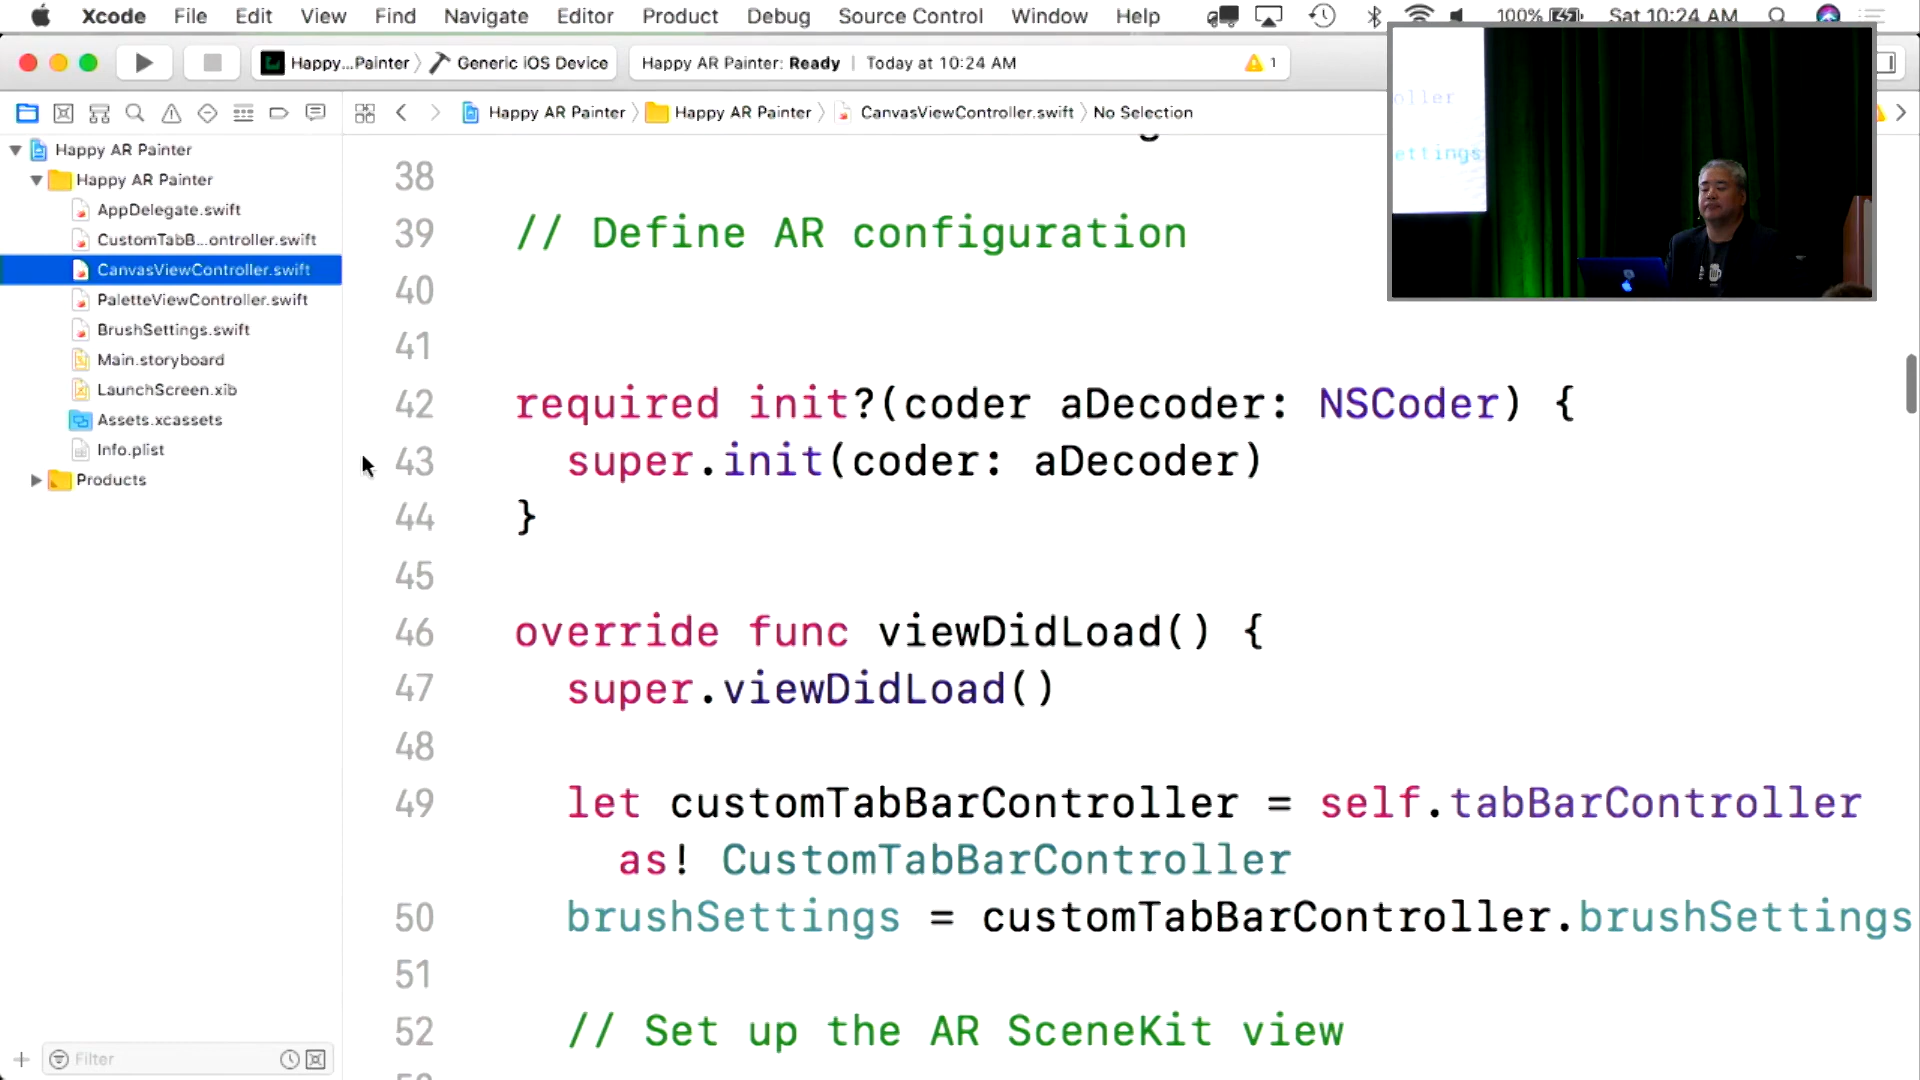 Xcode File Edit View Find Navigate Editor Product Debug Source Control Window Help 100% Sat 10:24 AM
Happy...Painter Generic iOS Device Happy AR Painter: Ready | Today at 10:24 AM 1
Happy AR Painter Happy AR Painter CanvasViewController.swift No Selection
Happy AR Painter
Happy AR Painter
AppDelegate.swift
CustomTabB...ontroller.swift
CanvasViewController.swift
PaletteViewController.swift
BrushSettings.swift
Main.storyboard
LaunchScreen.xib
Assets.xcassets
Info.plist
Products
Filter
38
39 // Define AR configuration
40
41
42 required init?(coder aDecoder: NSCoder) {
43 super.init(coder: aDecoder)
44 }
45
46 override func viewDidLoad() {
47 super.viewDidLoad()
48
49 let customTabBarController = self.tabBarController
as! CustomTabBarController
50 brushSettings = customTabBarController.brushSettings
51
52 // Set up the AR SceneKit view
oller
ettings